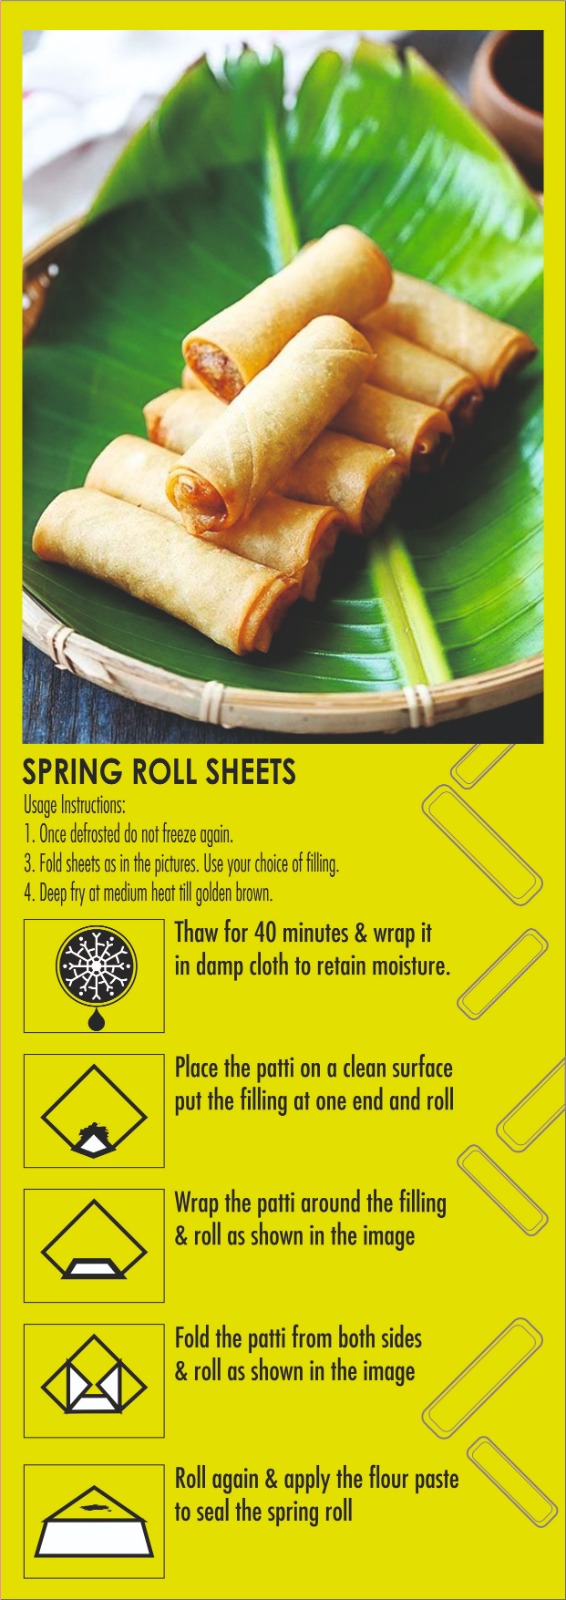 SPRING ROLL SHEETS
Usage Instructions:
1. Once defrosted do not freeze again.
3. Fold sheets as in the pictures. Use your choice of filling.
4. Deep fry at medium heat till golden brown.
Thaw for 40 minutes & wrap it
in damp cloth to retain moisture.
Place the patti on a clean surface
put the filling at one end and roll
Wrap the patti around the filling
& roll as shown in the image
Fold the patti from both sides
& roll as shown in the image
Roll again & apply the flour paste
to seal the spring roll